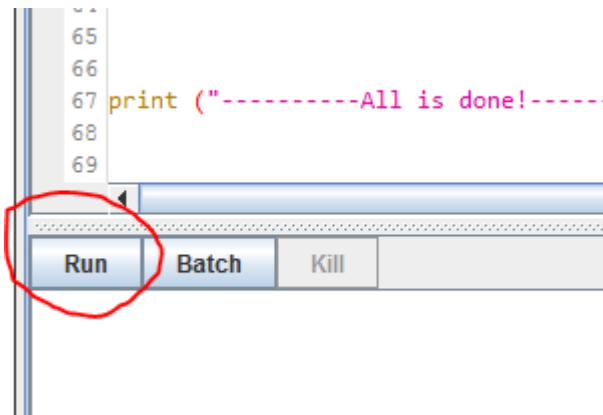 65
66
67 print ("----------All is done!-----
68
69
Run Batch Kill